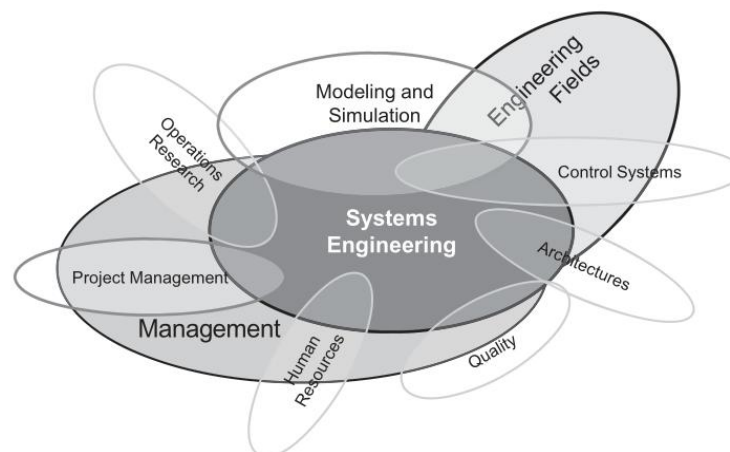 Engineering
Fields
Modeling and
Simulation
Operations
Research
Control Systems
Systems
Engineering
Architectures
Project Management
Management
Human
Resources
Quality